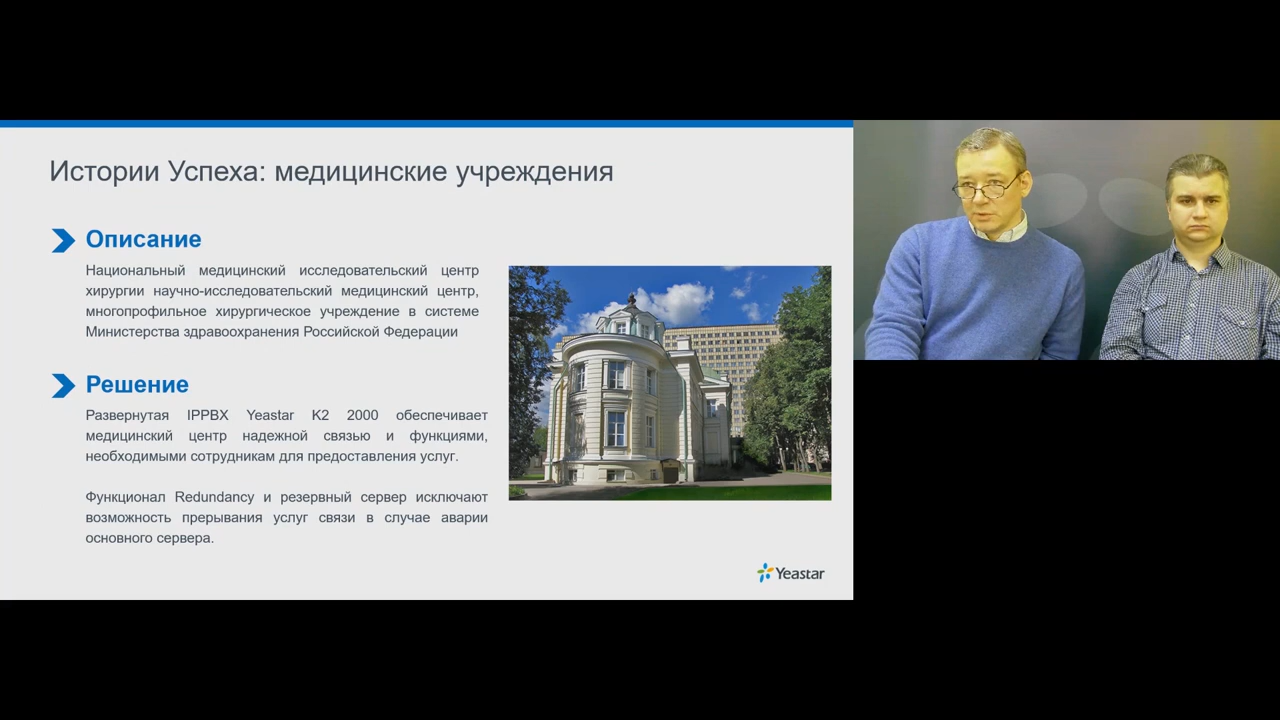 Истории Успеха: медицинские учреждения
Описание
Национальный медицинский исследовательский центр
хирургии научно-исследовательский медицинский центр,
многопрофильное хирургическое учреждение в системе
Министерства здравоохранения Российской Федерации
Решение
Развернутая IPPBX Yeastar K2 2000 обеспечивает
медицинский центр надежной связью и функциями,
необходимыми сотрудникам для предоставления услуг.
Функционал Redundancy и резервный сервер исключают
возможность прерывания услуг связи в случае аварии
основного сервера.
Yeastar